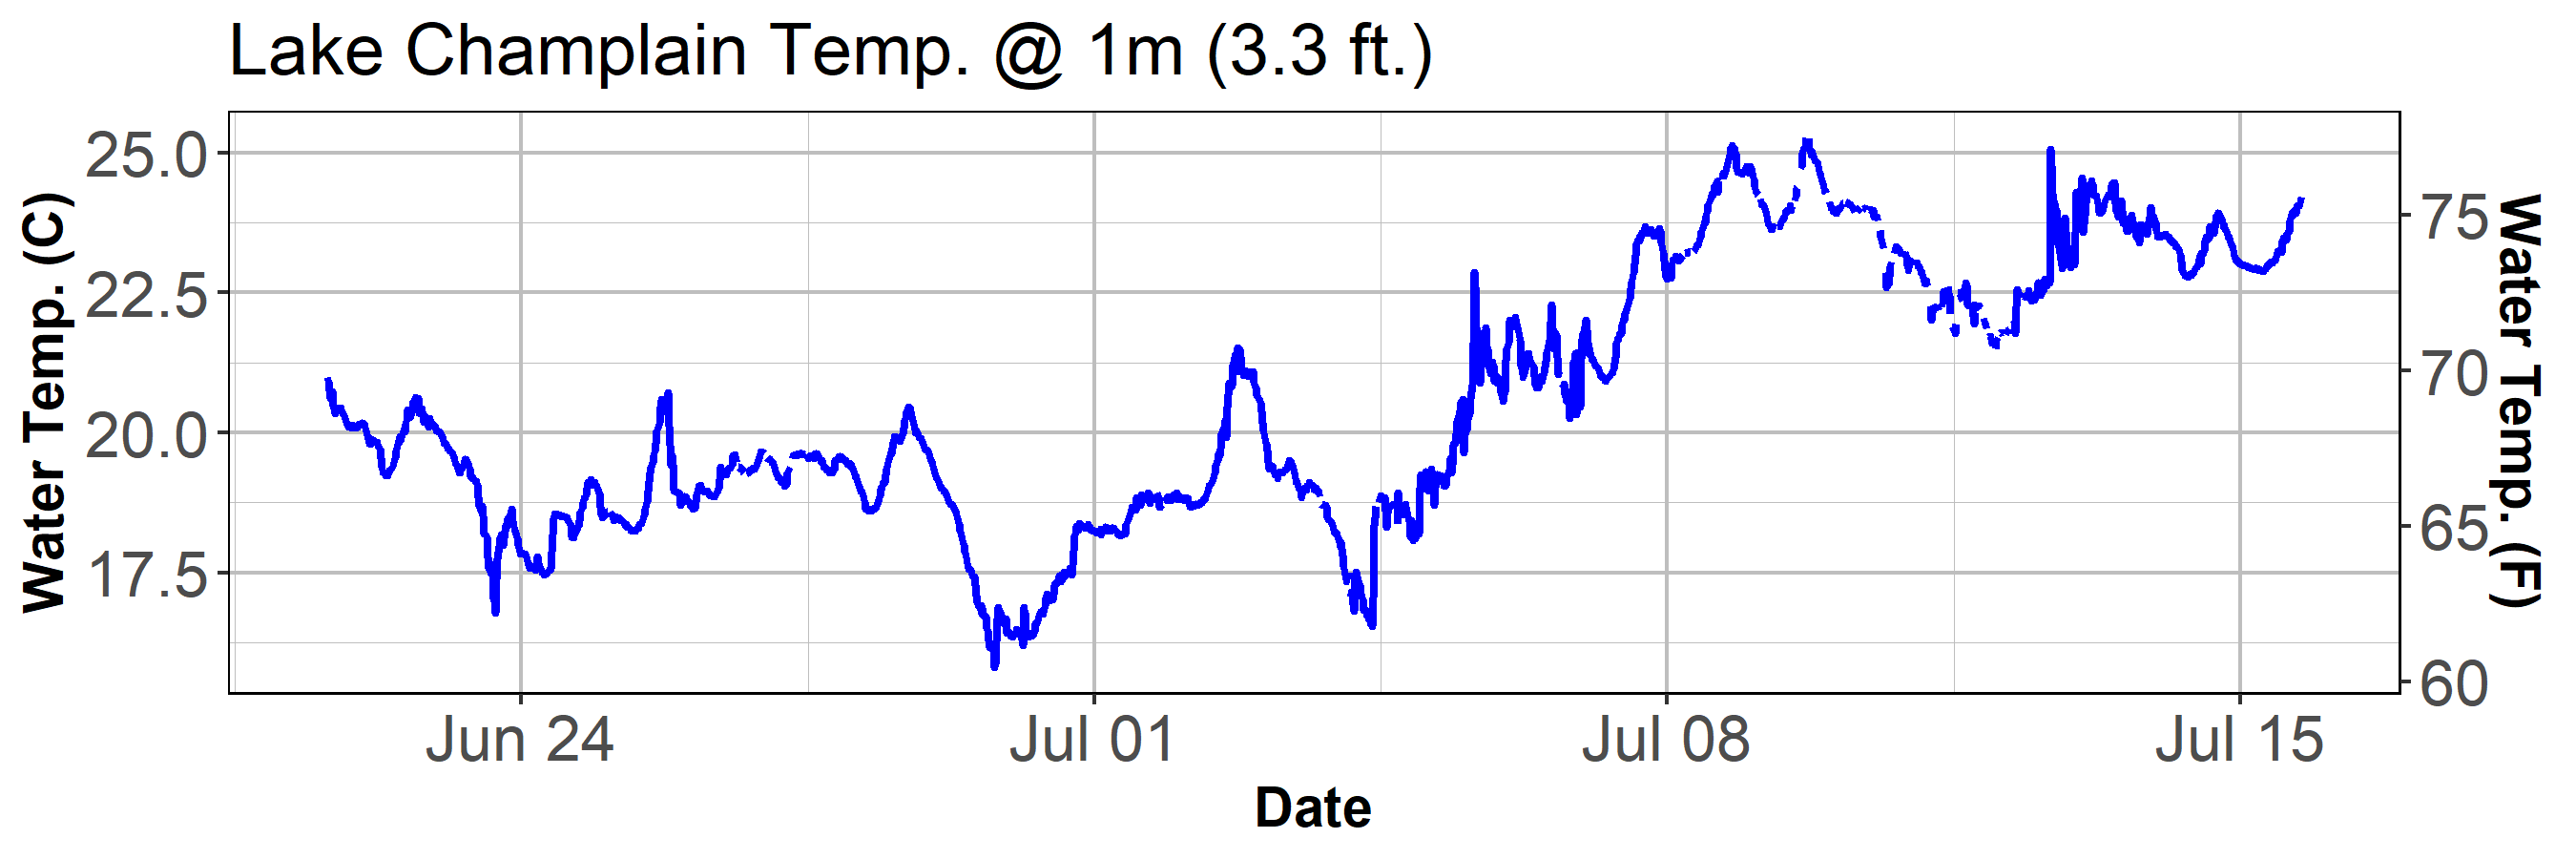 Lake Champlain Temp. @ 1m (3.3 ft.)
Water Temp. (C)
25.0
22.5
20.0
17.5
75
70
65
60
Water Temp. (F)
Jun 24
Jul 01
Jul 08
Jul 15
Date